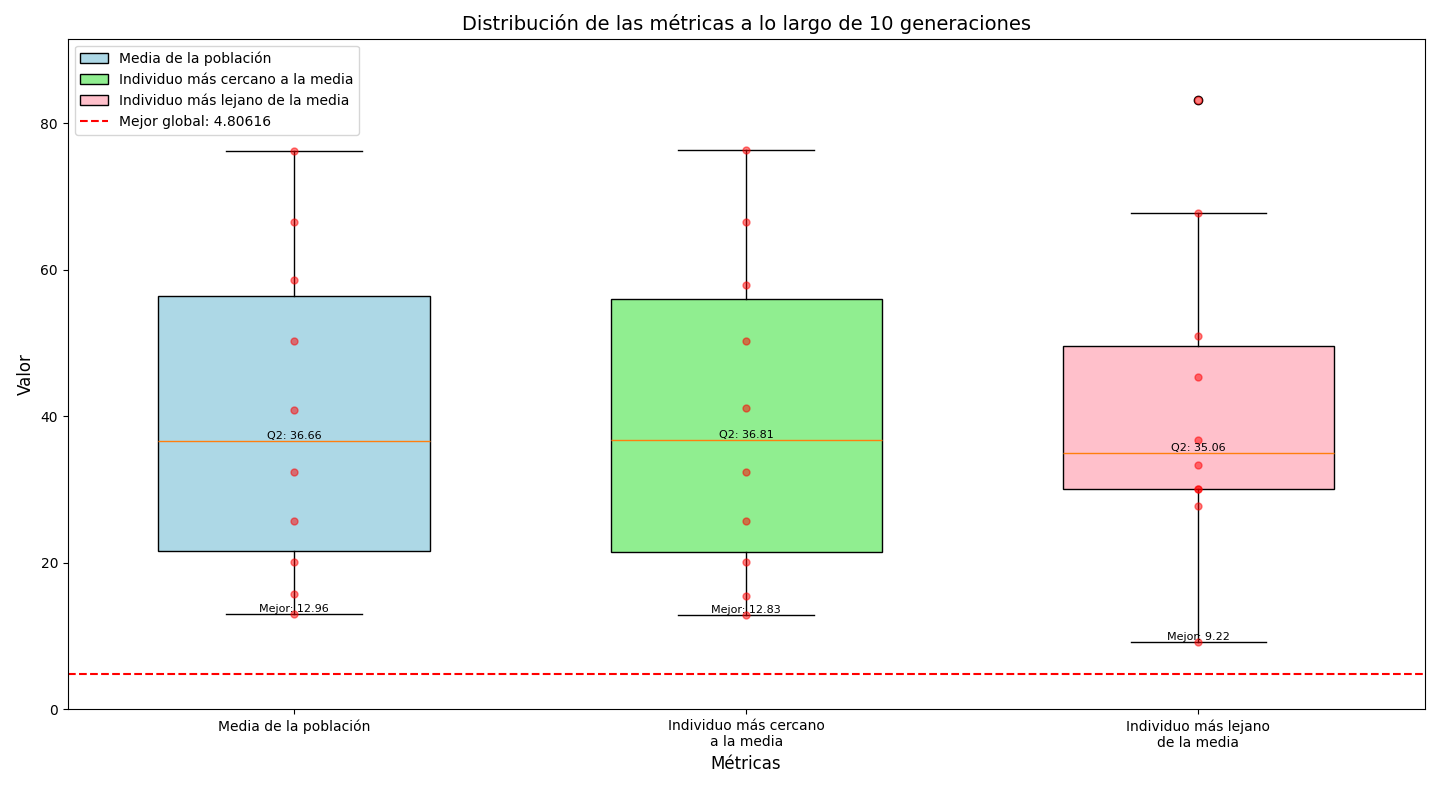 Distribución de las métricas a lo largo de 10 generaciones
Media de la población
Individuo más cercano a la media
Individuo más lejano de la media
Mejor global: 4.80616
Valor
80
60
40
20
0
Q2: 36.66
Mejor: 12.96
Q2: 36.81
Mejor: 12.83
Q2: 35.06
Mejor: 9.22
Media de la población
Individuo más cercano
a la media
Individuo más lejano
de la media
Métricas